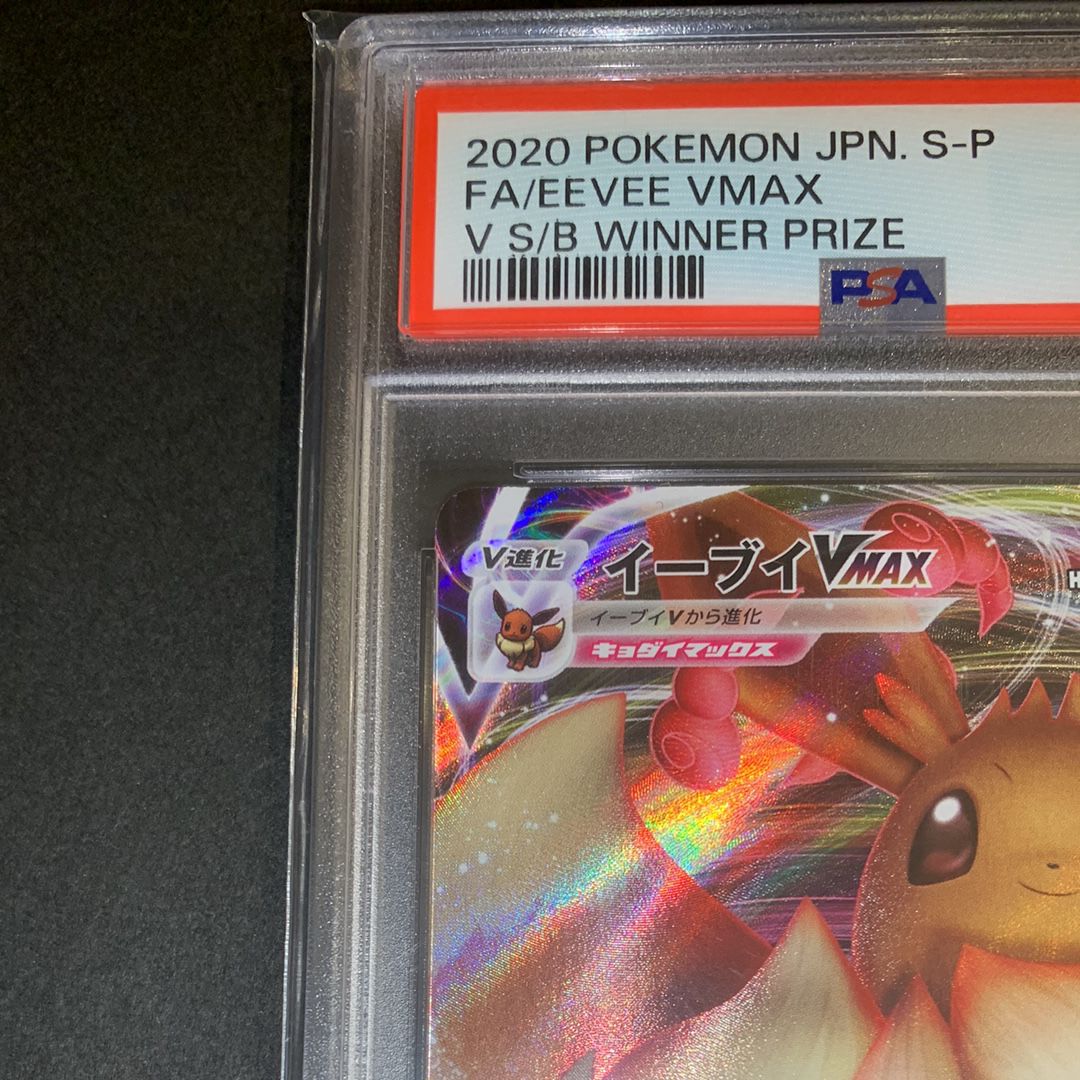 2020 POKEMON JPN. S-P
FA/EEVEE VMAX
V S/B WINNER PRIZE
PSA
V進化
イーブイVMAX
H
イーブイVから進化
キョダイマックス